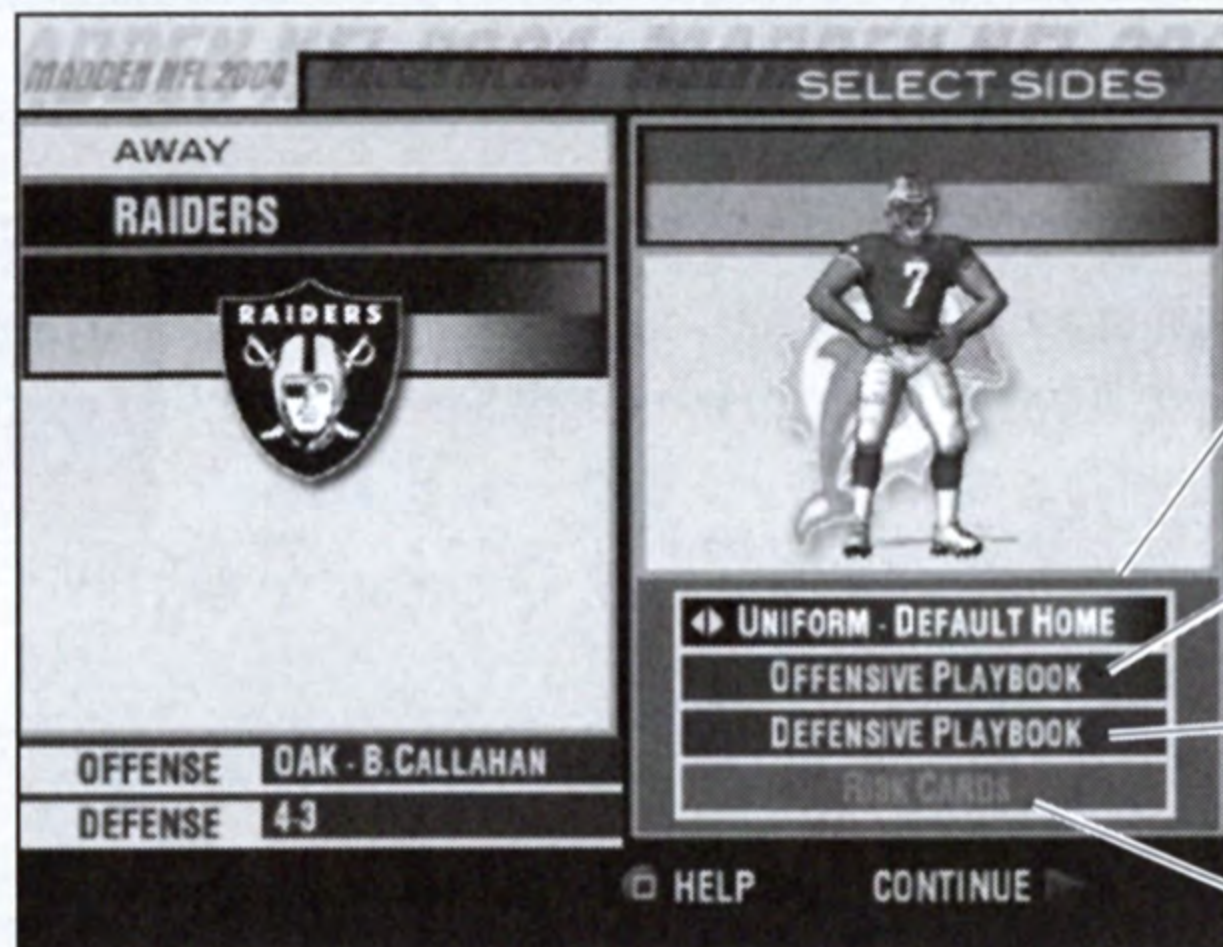 MADDEN NFL 2004
SELECT SIDES
AWAY
RAIDERS
RAIDERS
7
UNIFORM - DEFAULT HOME
OFFENSIVE PLAYBOOK
DEFENSIVE PLAYBOOK
RISK CARDS
OFFENSE OAK - B.CALLAHAN
DEFENSE 4-3
HELP CONTINUE